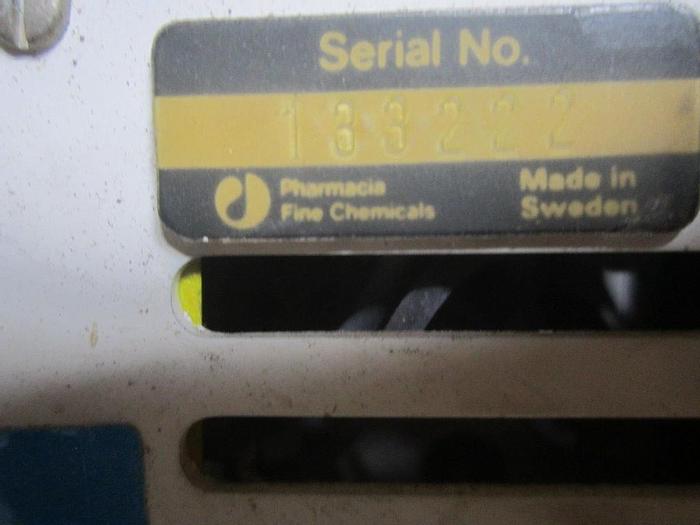 Serial No.
133222
Pharmacia
Fine Chemicals
Made in
Sweden